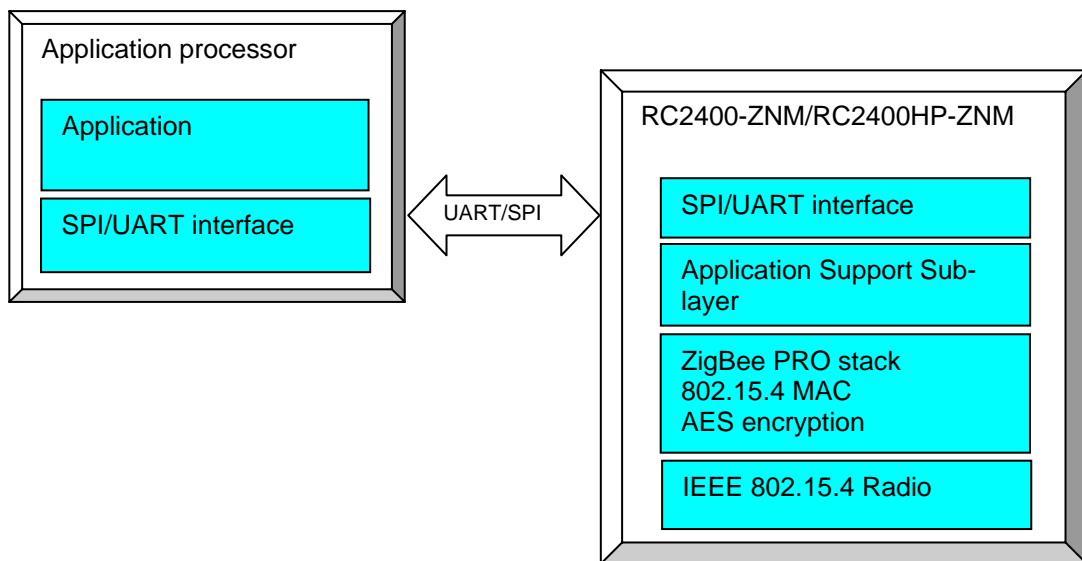 Application processor
Application
SPI/UART interface
UART/SPI
RC2400-ZNM/RC2400HP-ZNM
SPI/UART interface
Application Support Sub-
layer
ZigBee PRO stack
802.15.4 MAC
AES encryption
IEEE 802.15.4 Radio